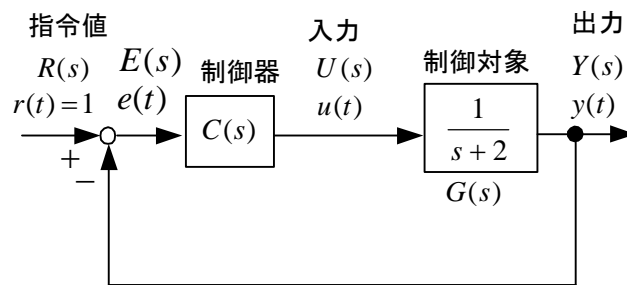 指令値
R(s)
r(t)=1
E(s)
e(t)
制御器
C(s)
入力
U(s)
u(t)
制御対象
1
s+2
G(s)
出力
Y(s)
y(t)
+
−